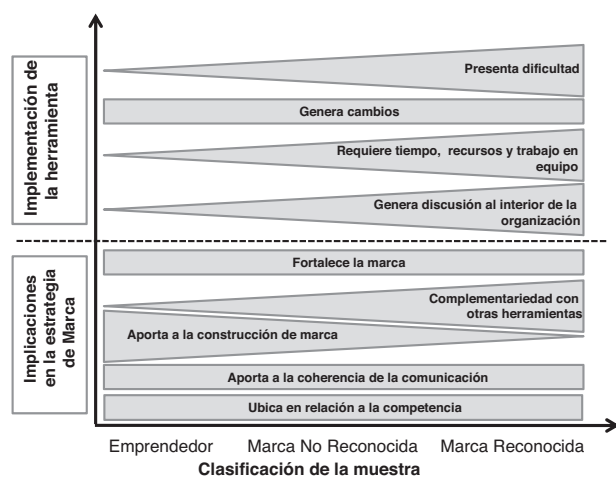 Implementación de
la herramienta
Presenta dificultad
Genera cambios
Requiere tiempo, recursos y trabajo en
equipo
Genera discusión al interior de la
organización
Implicaciones
en la estrategia
de Marca
Fortalece la marca
Complementariedad con
otras herramientas
Aporta a la construcción de marca
Aporta a la coherencia de la comunicación
Ubica en relación a la competencia
Emprendedor Marca No Reconocida Marca Reconocida
Clasificación de la muestra